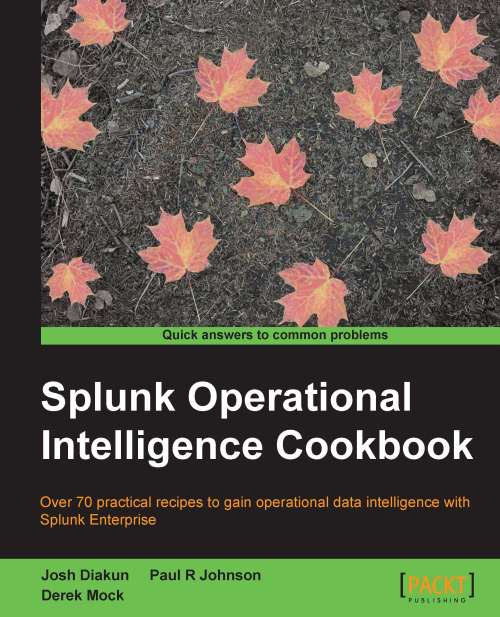 Quick answers to common problems
Splunk Operational
Intelligence Cookbook
Over 70 practical recipes to gain operational data intelligence with
Splunk Enterprise
Josh Diakun Paul R Johnson
Derek Mock
[PACKT]
PUBLISHING